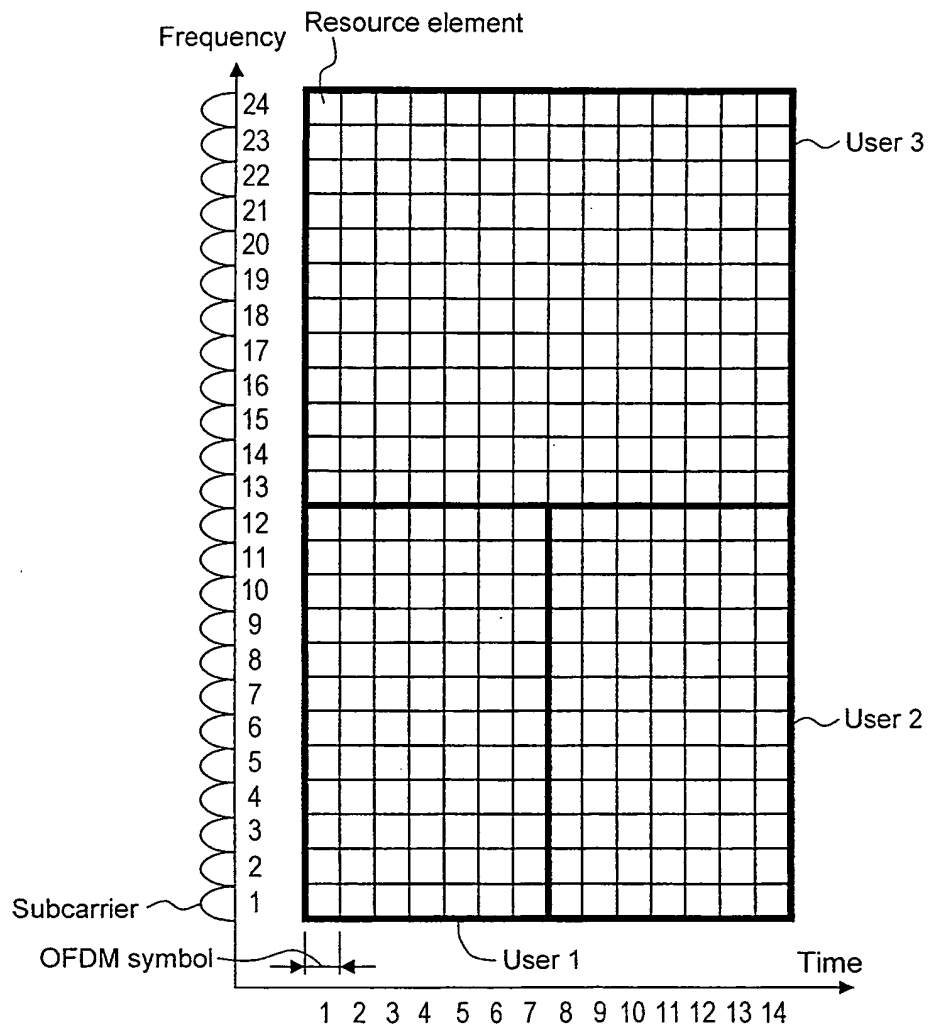 Resource element
Frequency
24
23
22
21
20
19
18
17
16
15
14
13
12
11
10
9
8
7
6
5
4
3
2
1
User 3
User 2
Subcarrier
OFDM symbol
User 1
Time
1 2 3 4 5 6 7 8 9 10 11 12 13 14